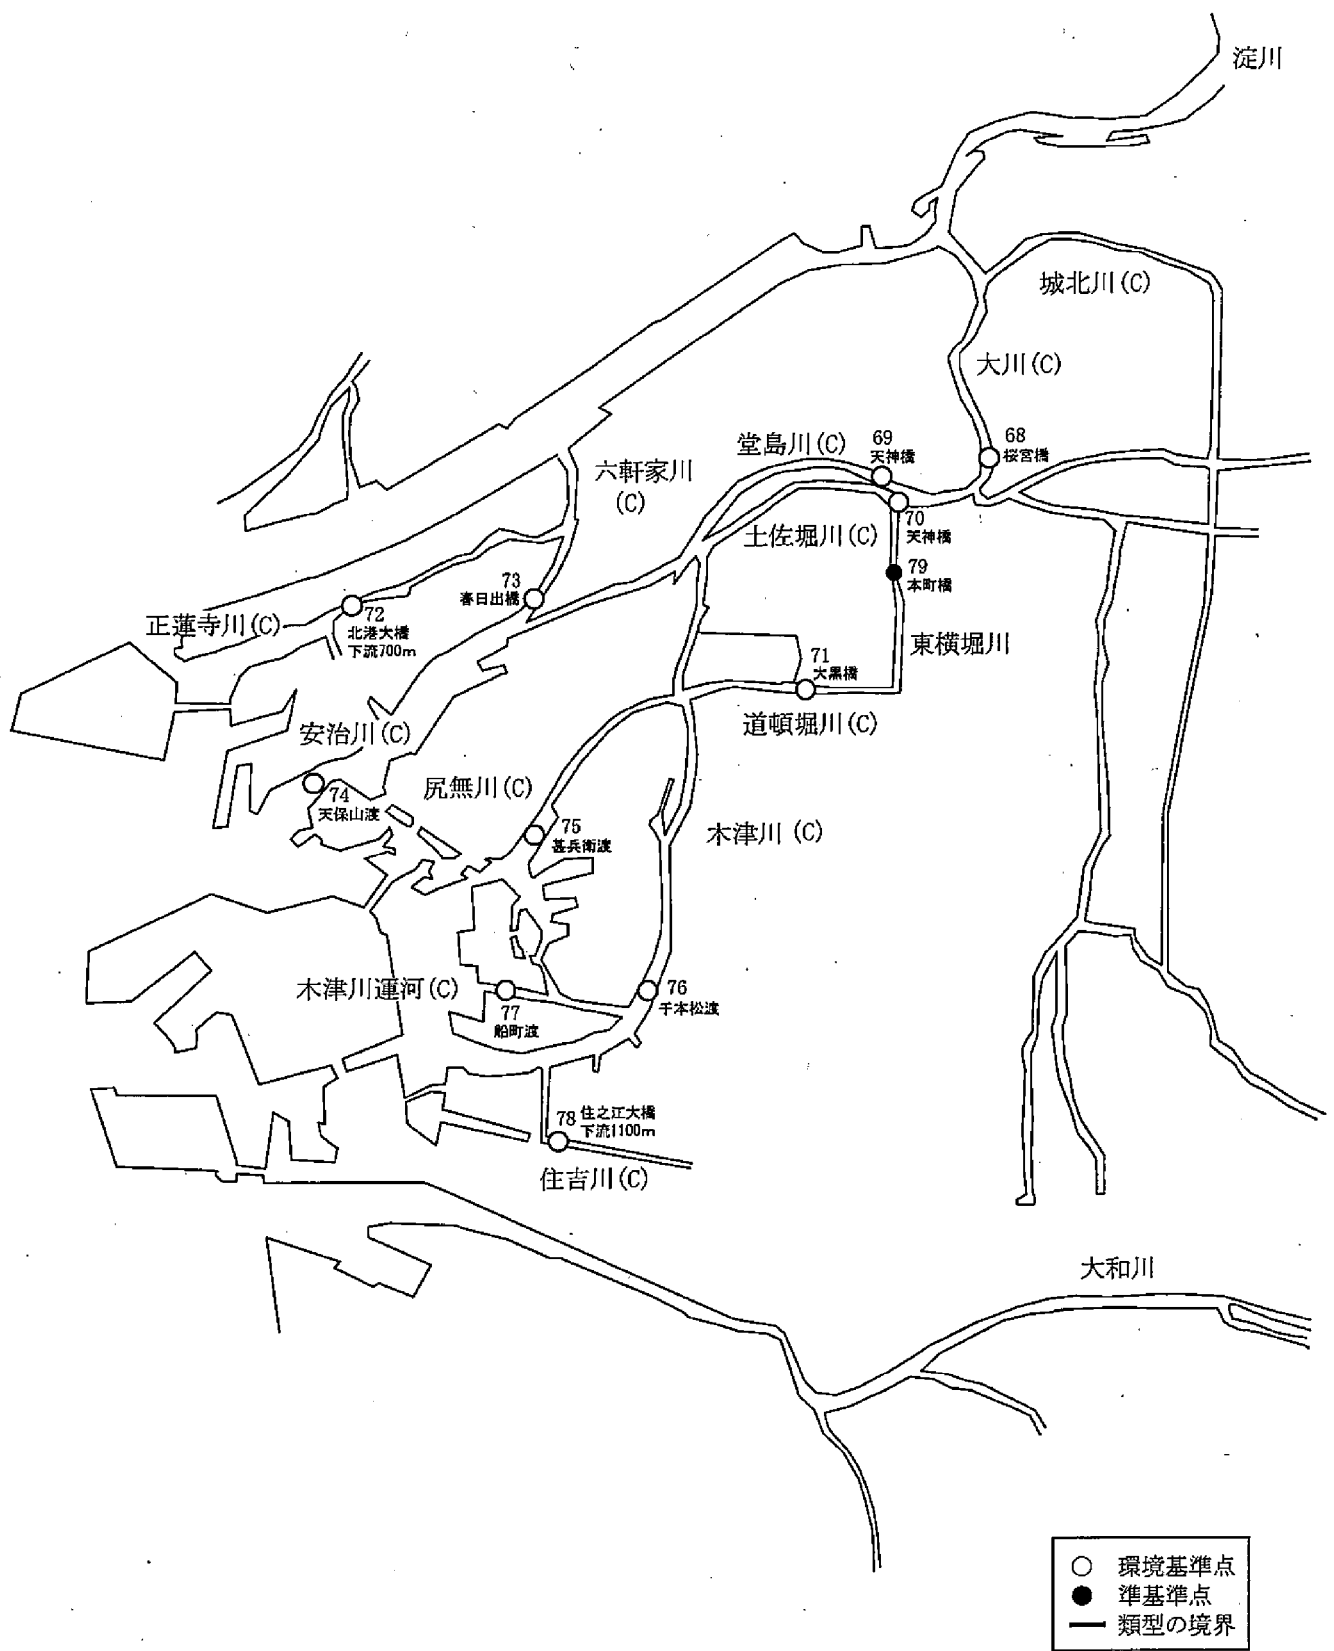 淀川
城北川(C)
大川(C)
堂島川(C)
69
天神橋
68
桜宮橋
六軒家川
(C)
土佐堀川(C)
70
天神橋
79
本町橋
73
春日出橋
72
北港大橋
下流700m
正蓮寺川(C)
東横堀川
71
大黒橋
道頓堀川(C)
安治川(C)
74
天保山渡
尻無川(C)
75
甚兵衛渡
木津川(C)
木津川運河(C)
77
船町渡
76
千本松渡
78
住之江大橋
下流1100m
住吉川(C)
大和川
環境基準点
準基準点
類型の境界